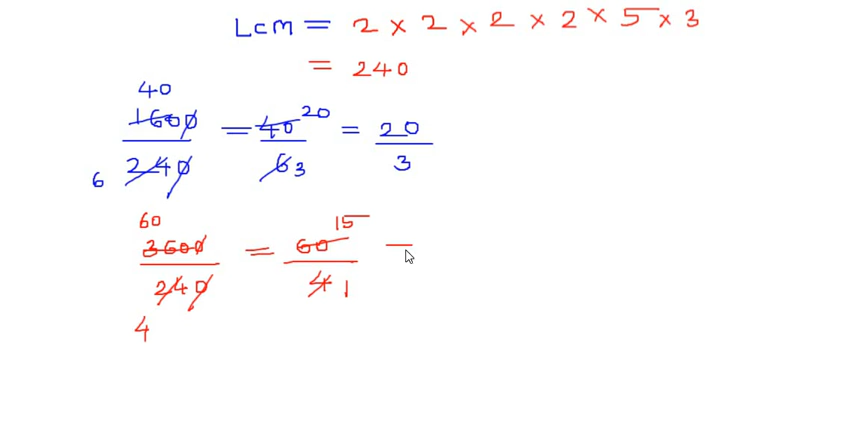 Lcm = 2 × 2 × 2 × 2 × 5 × 3
= 240
40
1600/240 = 40/6 20 3 = 20/3
6
60
3600/240 = 60/4 15 1 =
4